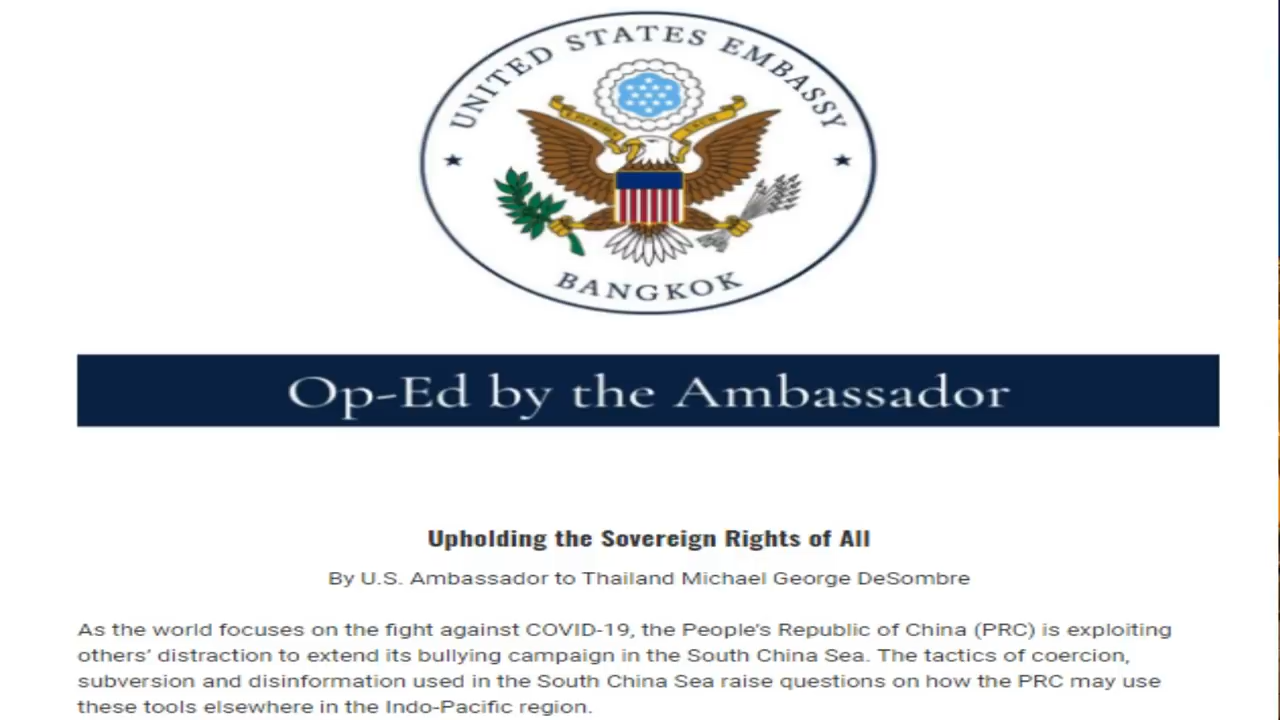 UNITED STATES EMBASSY
BANGKOK
Op-Ed by the Ambassador
Upholding the Sovereign Rights of All
By U.S. Ambassador to Thailand Michael George DeSombre
As the world focuses on the fight against COVID-19, the People's Republic of China (PRC) is exploiting
others' distraction to extend its bullying campaign in the South China Sea. The tactics of coercion,
subversion and disinformation used in the South China Sea raise questions on how the PRC may use
these tools elsewhere in the Indo-Pacific region.